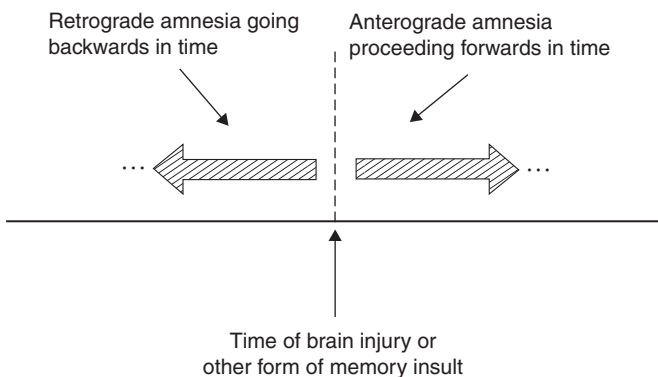 Retrograde amnesia going
backwards in time
Anterograde amnesia
proceeding forwards in time
...
...
Time of brain injury or
other form of memory insult